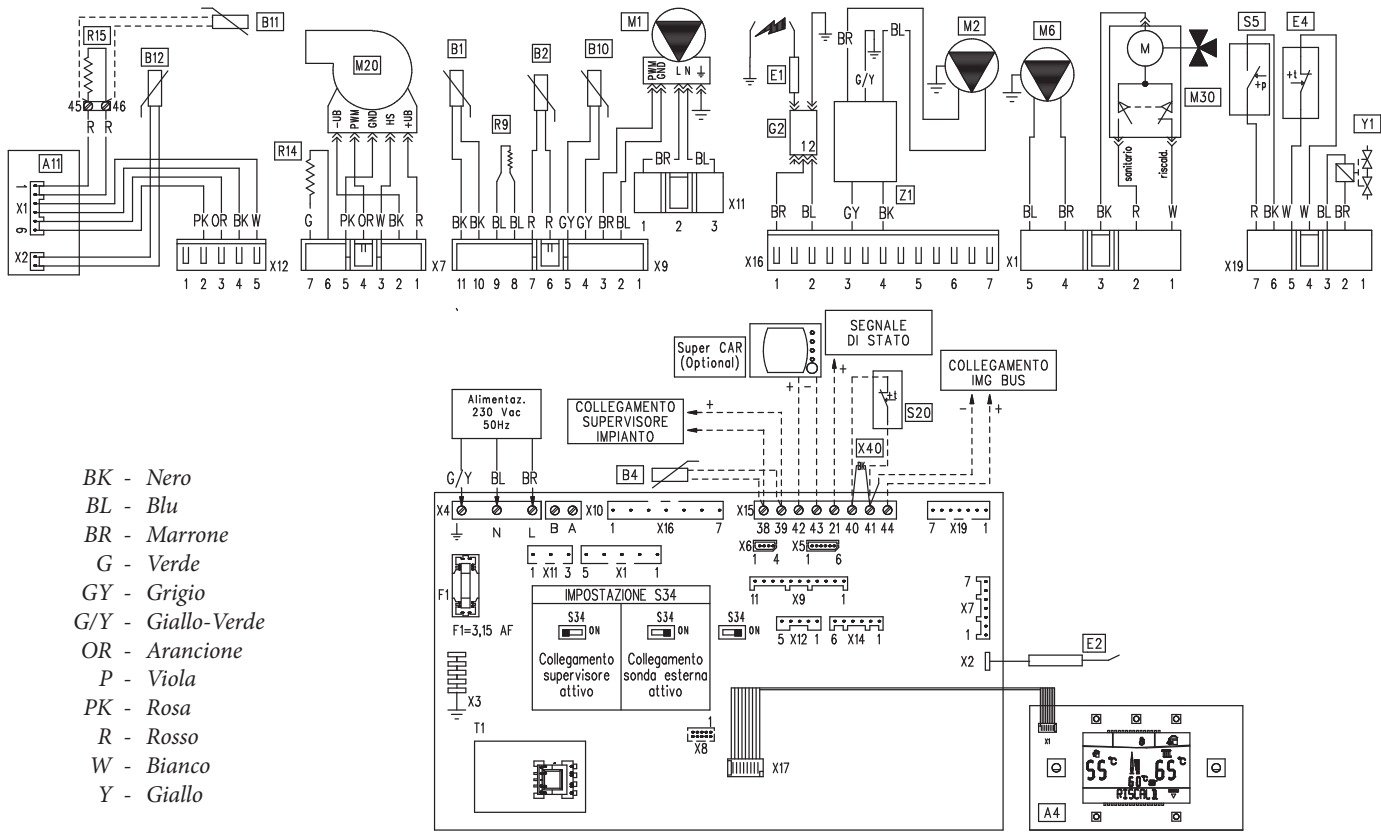 B11
R15
B12
45 46
R R
A11
1
X1
6
X2
PK OR BK W
X12
1 2 3 4 5
M20
-UB PWM GND HS +UB
R14
G PK OR W BK R
X7
7 6 5 4 3 2 1
B1
B2
B10
R9
BK BK BL BL R R GY GY BR BL
X9
11 10 9 8 7 6 5 4 3 2 1
M1
PWM GND L N
BR BL
X11
1 2 3
E1
G2
1 2
BR BL
BR G/Y BL
M2
Z1
GY BK
X16
1 2 3 4 5 6 7
M6
M
M30
sanitario
riscald.
BL BR BK R W
X1
5 4 3 2 1
S5
+p
E4
+t
Y1
R BK W W BL BR
X19
7 6 5 4 3 2 1
Super CAR
(Optional)
SEGNALE
DI STATO
COLLEGAMENTO
IMG BUS
+ -
+
+t
S20
- +
Alimentaz.
230 Vac
50Hz
COLLEGAMENTO
SUPERVISORE
IMPIANTO
+
X40
BK
B4
G/Y BL BR
X4
N L
B A
X10
1 X16 7
X15
38 39 42 43 21 40 41 44
7 X19 1
X6
1 4
X5
1 6
1 X11 3
5 X1 1
11 X9 1
5 X12 1
6 X14 1
7
X7
1
X2
E2
F1
F1=3,15 AF
IMPOSTAZIONE S34
S34
ON
Collegamento
supervisore
attivo
S34
ON
Collegamento
sonda esterna
attivo
S34
ON
X3
T1
1
X8
X17
X1
55 °C
60 °C
65 °C
RISCAL1
A4
BK - Nero
BL - Blu
BR - Marrone
G - Verde
GY - Grigio
G/Y - Giallo-Verde
OR - Arancione
P - Viola
PK - Rosa
R - Rosso
W - Bianco
Y - Giallo